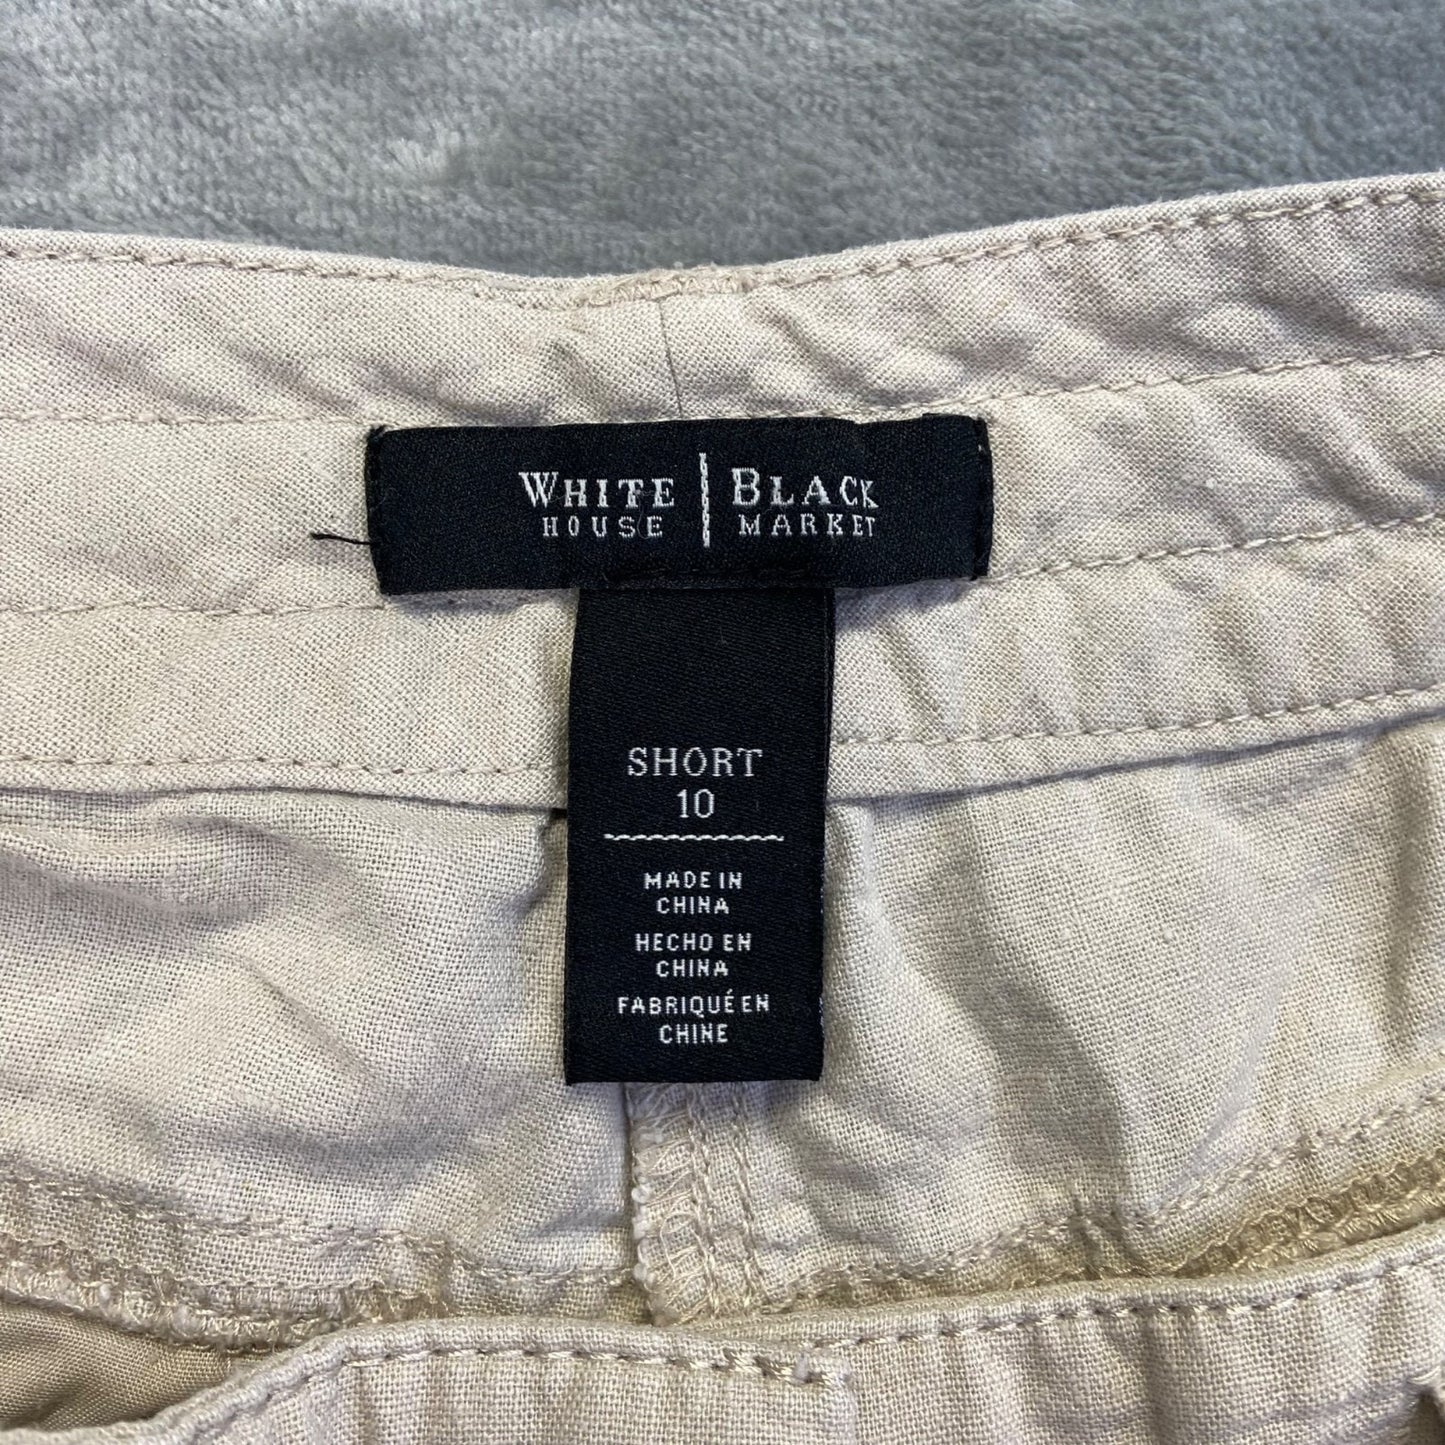 WHITE | BLACK
HOUSE | MARKET
SHORT
10
MADE IN
CHINA
HECHO EN
CHINA
FABRIQUÉ EN
CHINE